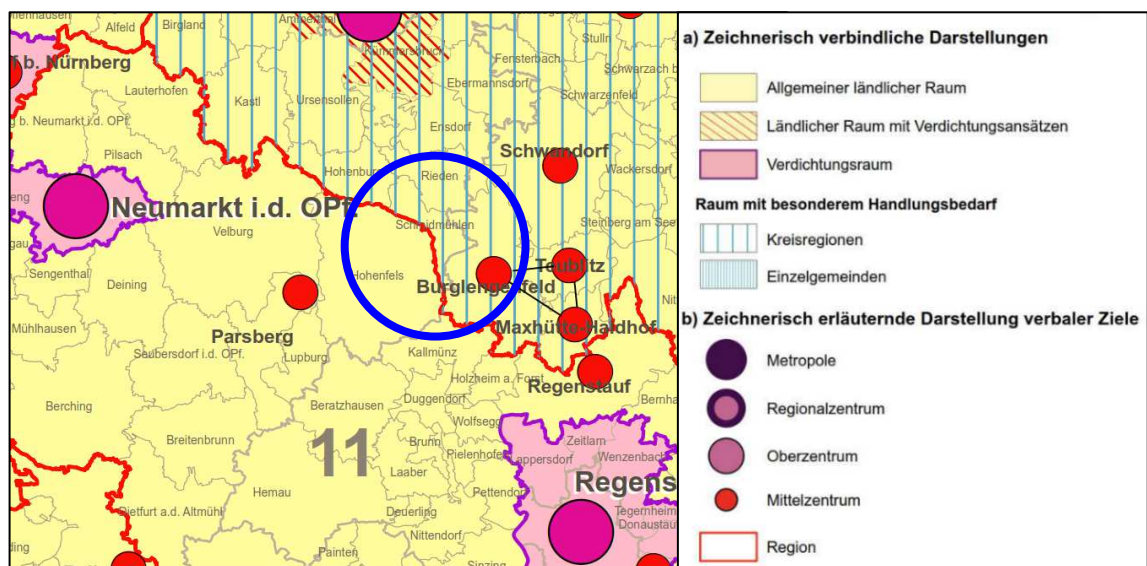 Alfeld
Birgland
Ammerthal
Kümmersbruck
Stulln
Fensterbach
Schwarzach b
b. Nürnberg
Lauterhofen
Kastl
Ursensollen
Ebermannsdorf
Schwarzenfeld
g b. Neumarkt i.d. OPf.
Pilsach
Ensdorf
Schwandorf
Hohenburg
Rieden
Wackersdorf
Neumarkt i.d. OPf.
Velburg
Schmidmühlen
Steinberg am See
Sengenthal
Deining
Hohenfels
Teublitz
Burglengenfeld
Mühlhausen
Parsberg
Maxhütte-Haidhof
Seubersdorf i.d. OPf.
Lupburg
Kallmünz
Holzheim a. Forst
Regenstauf
Berching
Beratzhausen
Duggendorf
Bernha
Breitenbrunn
11
Wolfsegg
Brunn
Pielenhofen
Zeitlarn
Lappersdorf
Wenzenbach
Laaber
Hemau
Pettendorf
Regens
Deuerling
Tegernheim
Donaustauf
Dietfurt a.d. Altmühl
Nittendorf
Painten
Sinzing
a) Zeichnerisch verbindliche Darstellungen
Allgemeiner ländlicher Raum
Ländlicher Raum mit Verdichtungsansätzen
Verdichtungsraum
Raum mit besonderem Handlungsbedarf
Kreisregionen
Einzelgemeinden
b) Zeichnerisch erläuternde Darstellung verbaler Ziele
Metropole
Regionalzentrum
Oberzentrum
Mittelzentrum
Region